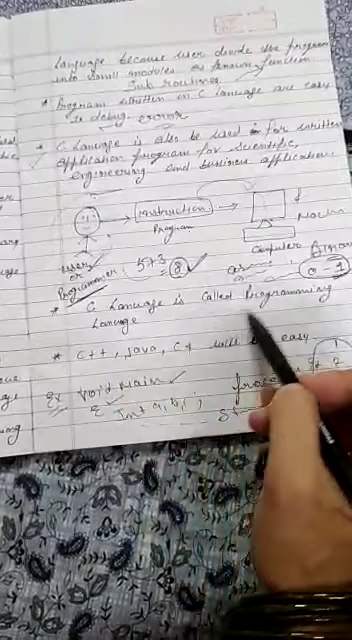 Language because user divide the program
into small modules or known function
Sub routines.
* Program written in C Language are easy
to debug error
* C Language is also be used in for written
application program for scientific,
engineering and business application.
Instruction
Program
Computer
User
or
Programmer
5+3
8
0-1
* C Language is called Programming
Language
* C++, Java, C# will easy
Ex Void main
Int a, b, c;